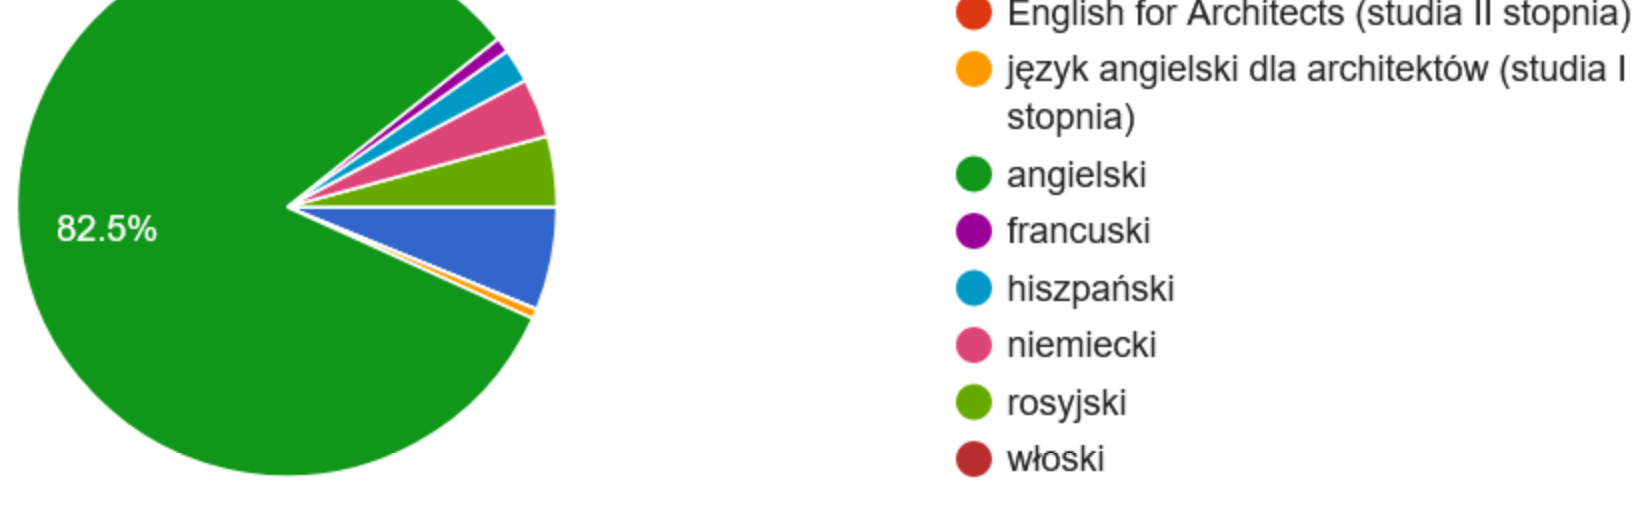 English for Architects (studia II stopnia)
język angielski dla architektów (studia I
stopnia)
angielski
francuski
82.5%
hiszpański
niemiecki
rosyjski
włoski